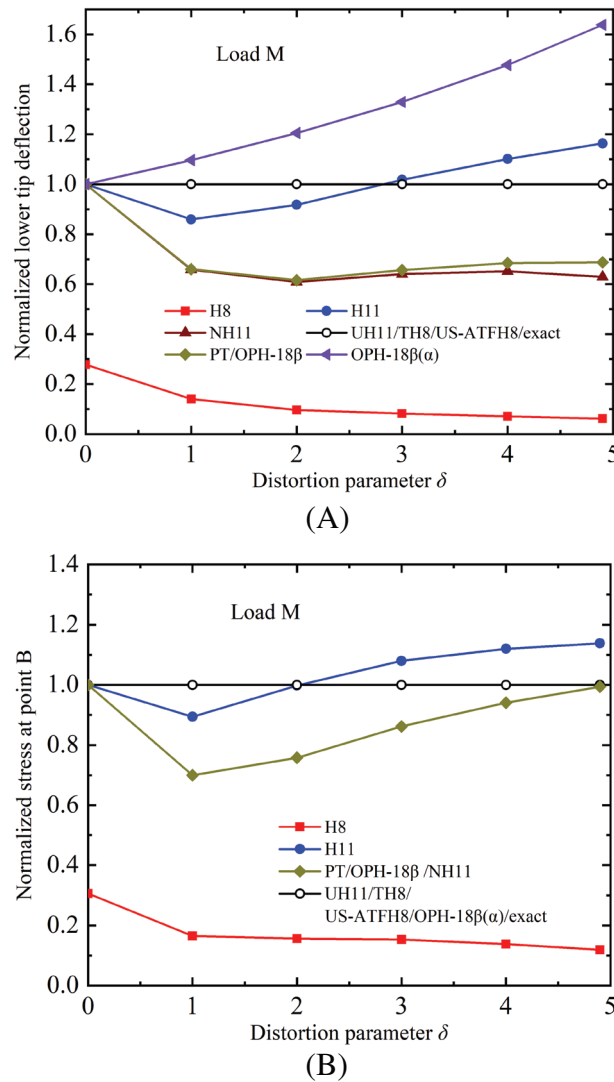 1.6
1.4
1.2
1.0
0.8
0.6
0.4
0.2
0.0
Normalized lower tip deflection
Load M
H8
H11
NH11
UH11/TH8/US-ATFH8/exact
PT/OPH-18β
OPH-18β(α)
0 1 2 3 4 5
Distortion parameter δ
(A)
1.4
1.2
1.0
0.8
0.6
0.4
0.2
0.0
Normalized stress at point B
Load M
H8
H11
PT/OPH-18β /NH11
UH11/TH8/
US-ATFH8/OPH-18β(α)/exact
0 1 2 3 4 5
Distortion parameter δ
(B)